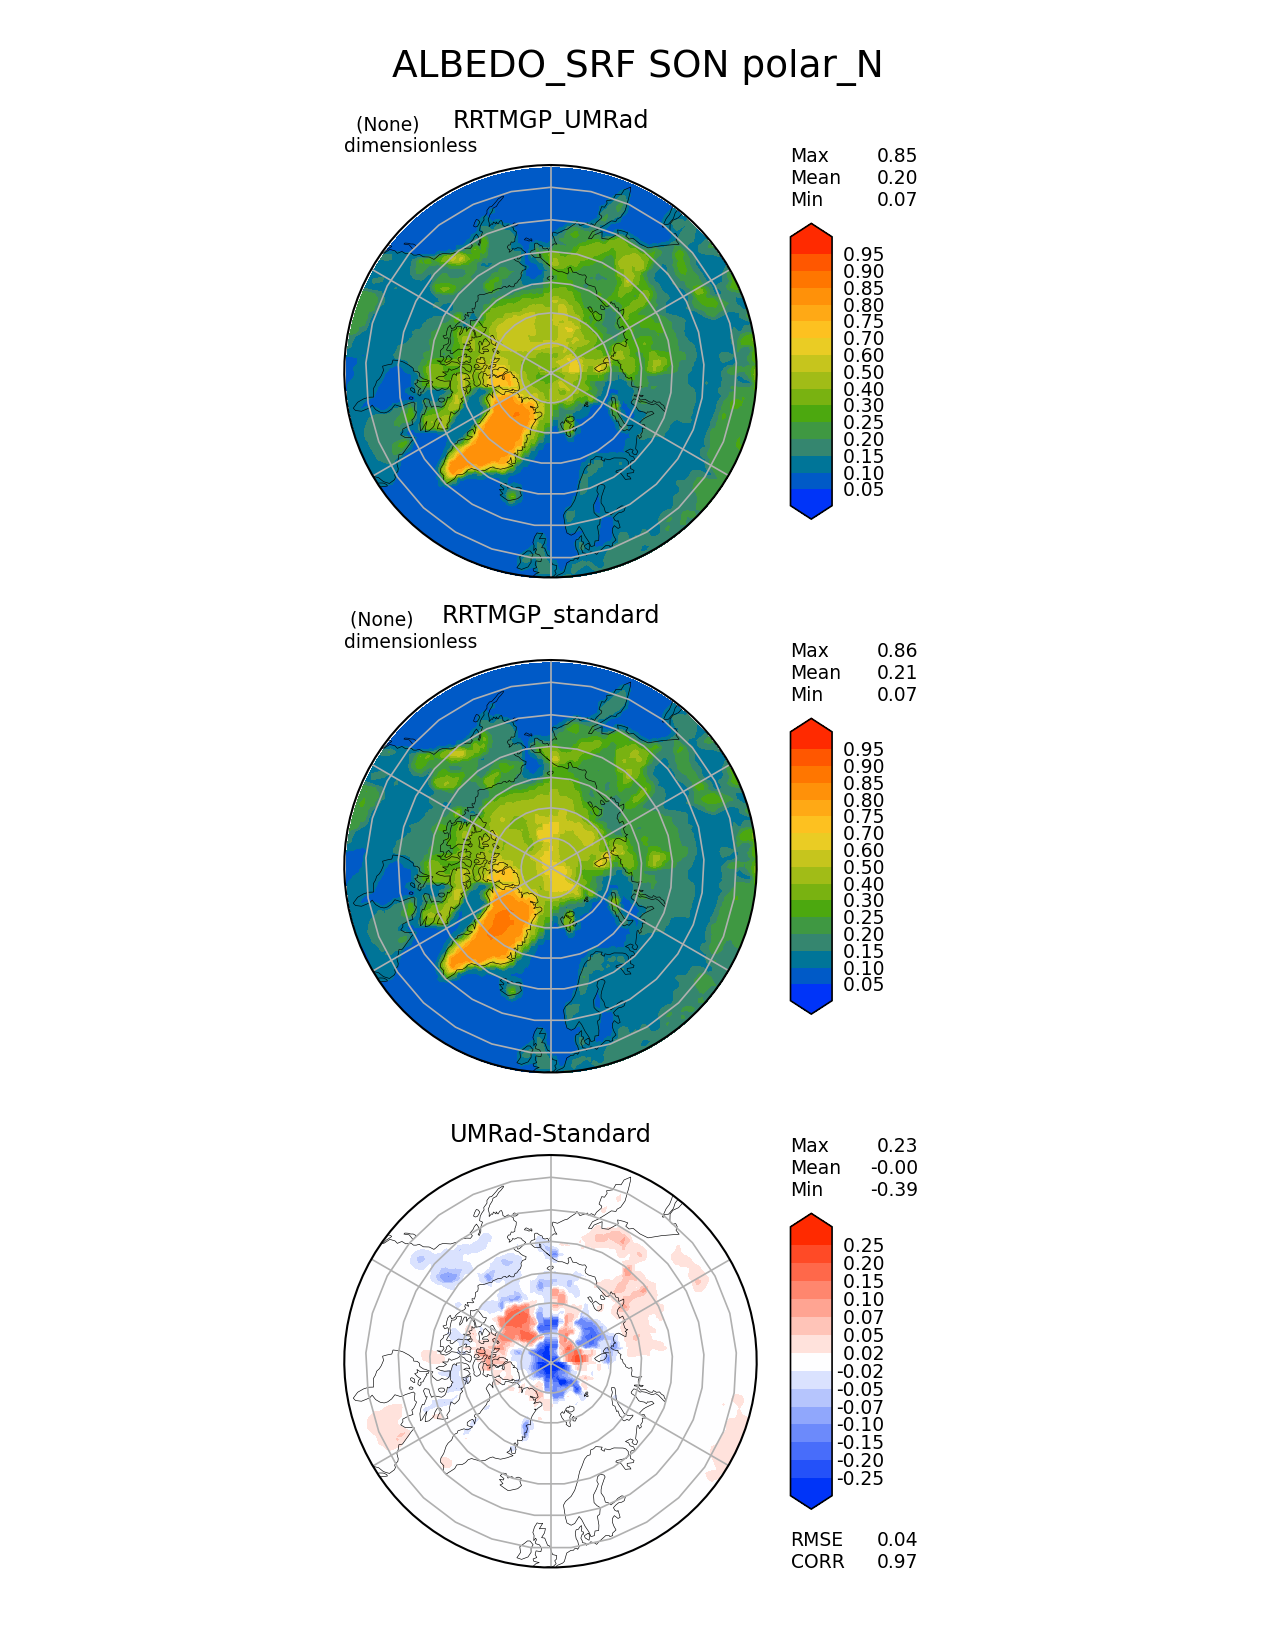 ALBEDO_SRF SON polar_N
(None) RRTMGP_UMRad
dimensionless
Max 0.85
Mean 0.20
Min 0.07
0.95
0.90
0.85
0.80
0.75
0.70
0.60
0.50
0.40
0.30
0.25
0.20
0.15
0.10
0.05
(None) RRTMGP_standard
dimensionless
Max 0.86
Mean 0.21
Min 0.07
0.95
0.90
0.85
0.80
0.75
0.70
0.60
0.50
0.40
0.30
0.25
0.20
0.15
0.10
0.05
UMRad-Standard
Max 0.23
Mean -0.00
Min -0.39
0.25
0.20
0.15
0.10
0.07
0.05
0.02
-0.02
-0.05
-0.07
-0.10
-0.15
-0.20
-0.25
RMSE 0.04
CORR 0.97